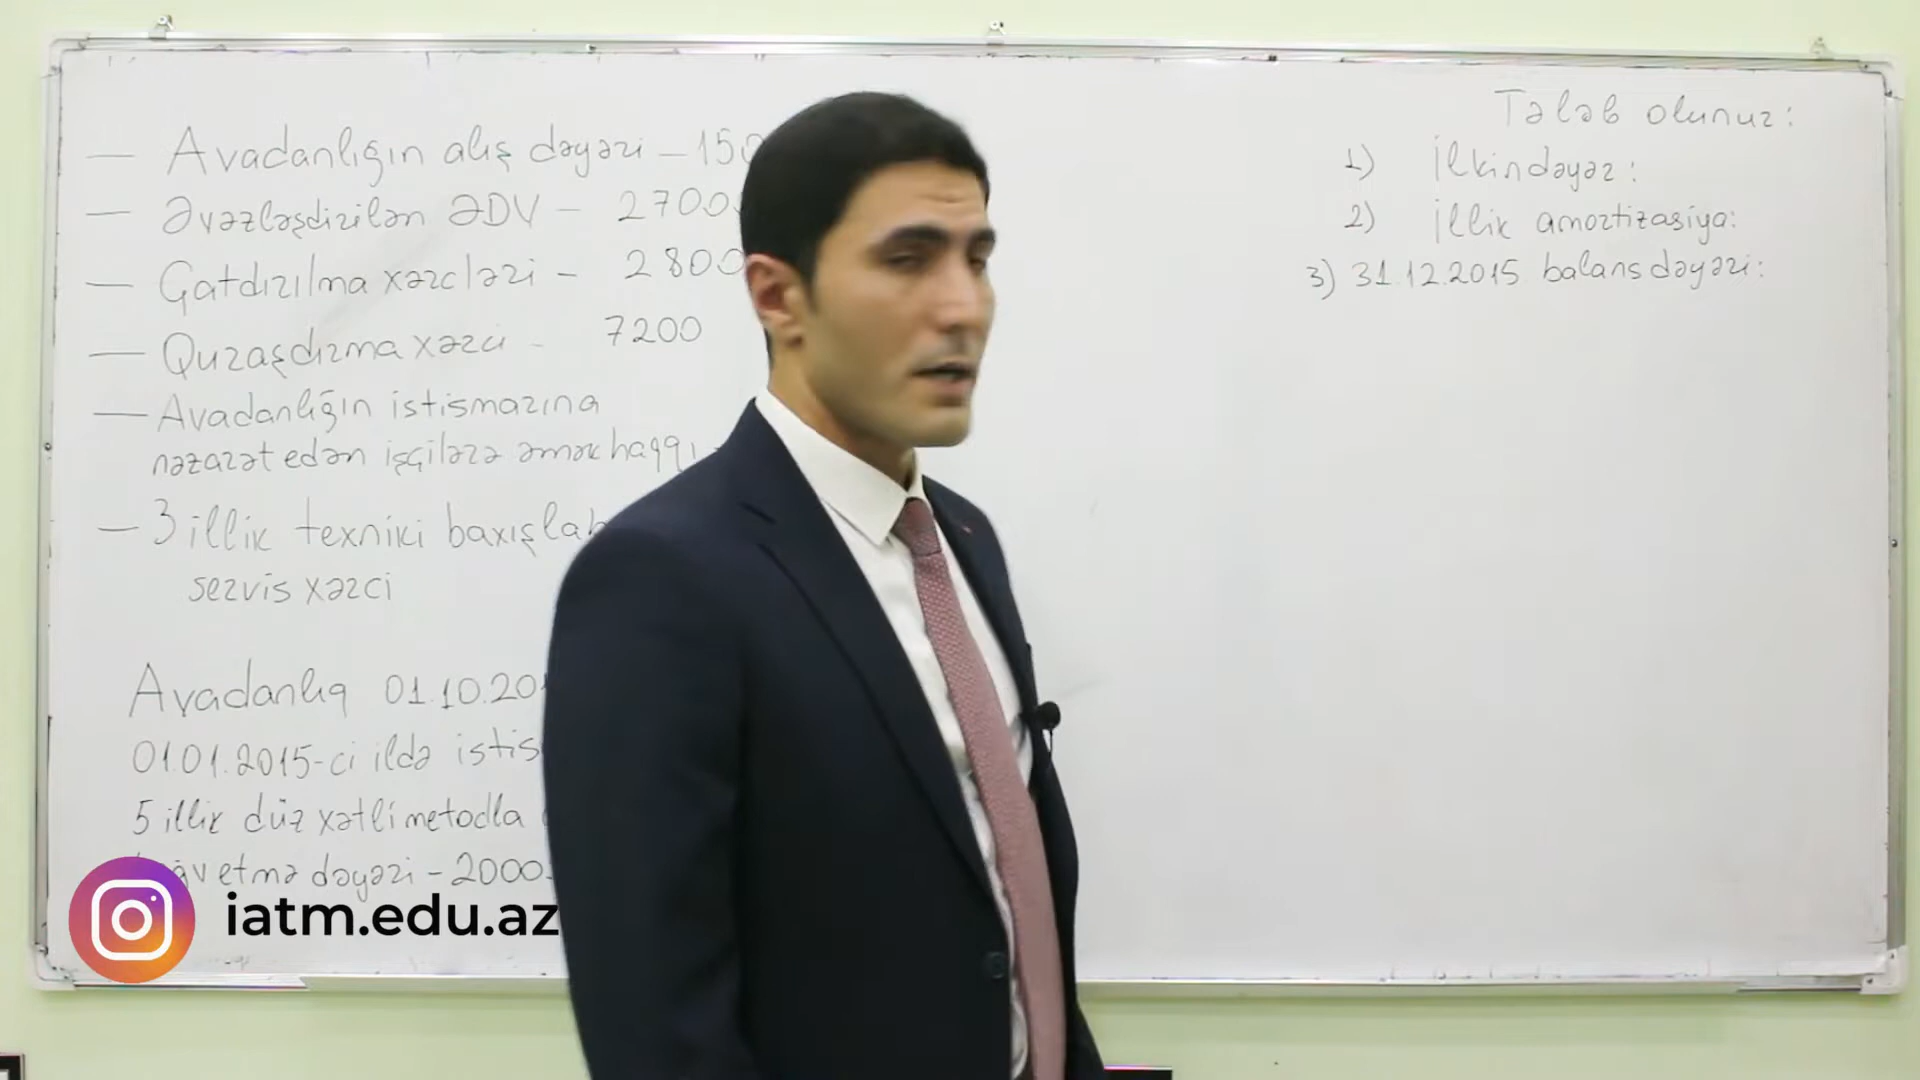 — Avadanlığın alış dəyəri – 150
— Əvəzləşdirilən ƏDV – 2700
— Gətdirilmə xərcləri – 2800
— Quraşdırma xərci – 7200
— Avadanlığın istismarına
nəzarət edən işçilərə əmək haqqı –
— 3 illik texniki baxışlab
servis xərci
Avadanlıq 01.10.20
01.01.2015-ci ildə istis
5 illik düz xətli metodla
ləğv etmə dəyəri – 2000
Tələb olunur:
1) İlkin dəyər:
2) İllik amortizasiya:
3) 31.12.2015 balans dəyəri:
iatm.edu.az